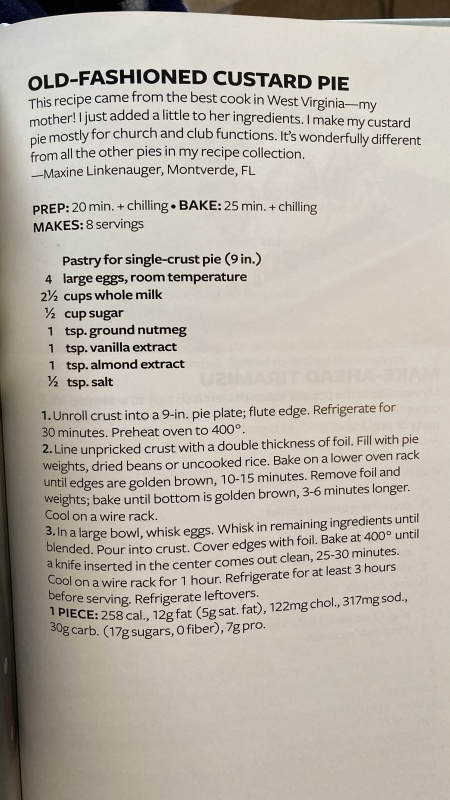 OLD-FASHIONED CUSTARD PIE
This recipe came from the best cook in West Virginia—my
mother! I just added a little to her ingredients. I make my custard
pie mostly for church and club functions. It's wonderfully different
from all the other pies in my recipe collection.
—Maxine Linkenauger, Montverde, FL
PREP: 20 min. + chilling • BAKE: 25 min. + chilling
MAKES: 8 servings
Pastry for single-crust pie (9 in.)
4 large eggs, room temperature
2½ cups whole milk
½ cup sugar
1 tsp. ground nutmeg
1 tsp. vanilla extract
1 tsp. almond extract
½ tsp. salt
1. Unroll crust into a 9-in. pie plate; flute edge. Refrigerate for
30 minutes. Preheat oven to 400°.
2. Line unpricked crust with a double thickness of foil. Fill with pie
weights, dried beans or uncooked rice. Bake on a lower oven rack
until edges are golden brown, 10-15 minutes. Remove foil and
weights; bake until bottom is golden brown, 3-6 minutes longer.
Cool on a wire rack.
3. In a large bowl, whisk eggs. Whisk in remaining ingredients until
blended. Pour into crust. Cover edges with foil. Bake at 400° until
a knife inserted in the center comes out clean, 25-30 minutes.
Cool on a wire rack for 1 hour. Refrigerate for at least 3 hours
before serving. Refrigerate leftovers.
1 PIECE: 258 cal., 12g fat (5g sat. fat), 122mg chol., 317mg sod.,
30g carb. (17g sugars, 0 fiber), 7g pro.